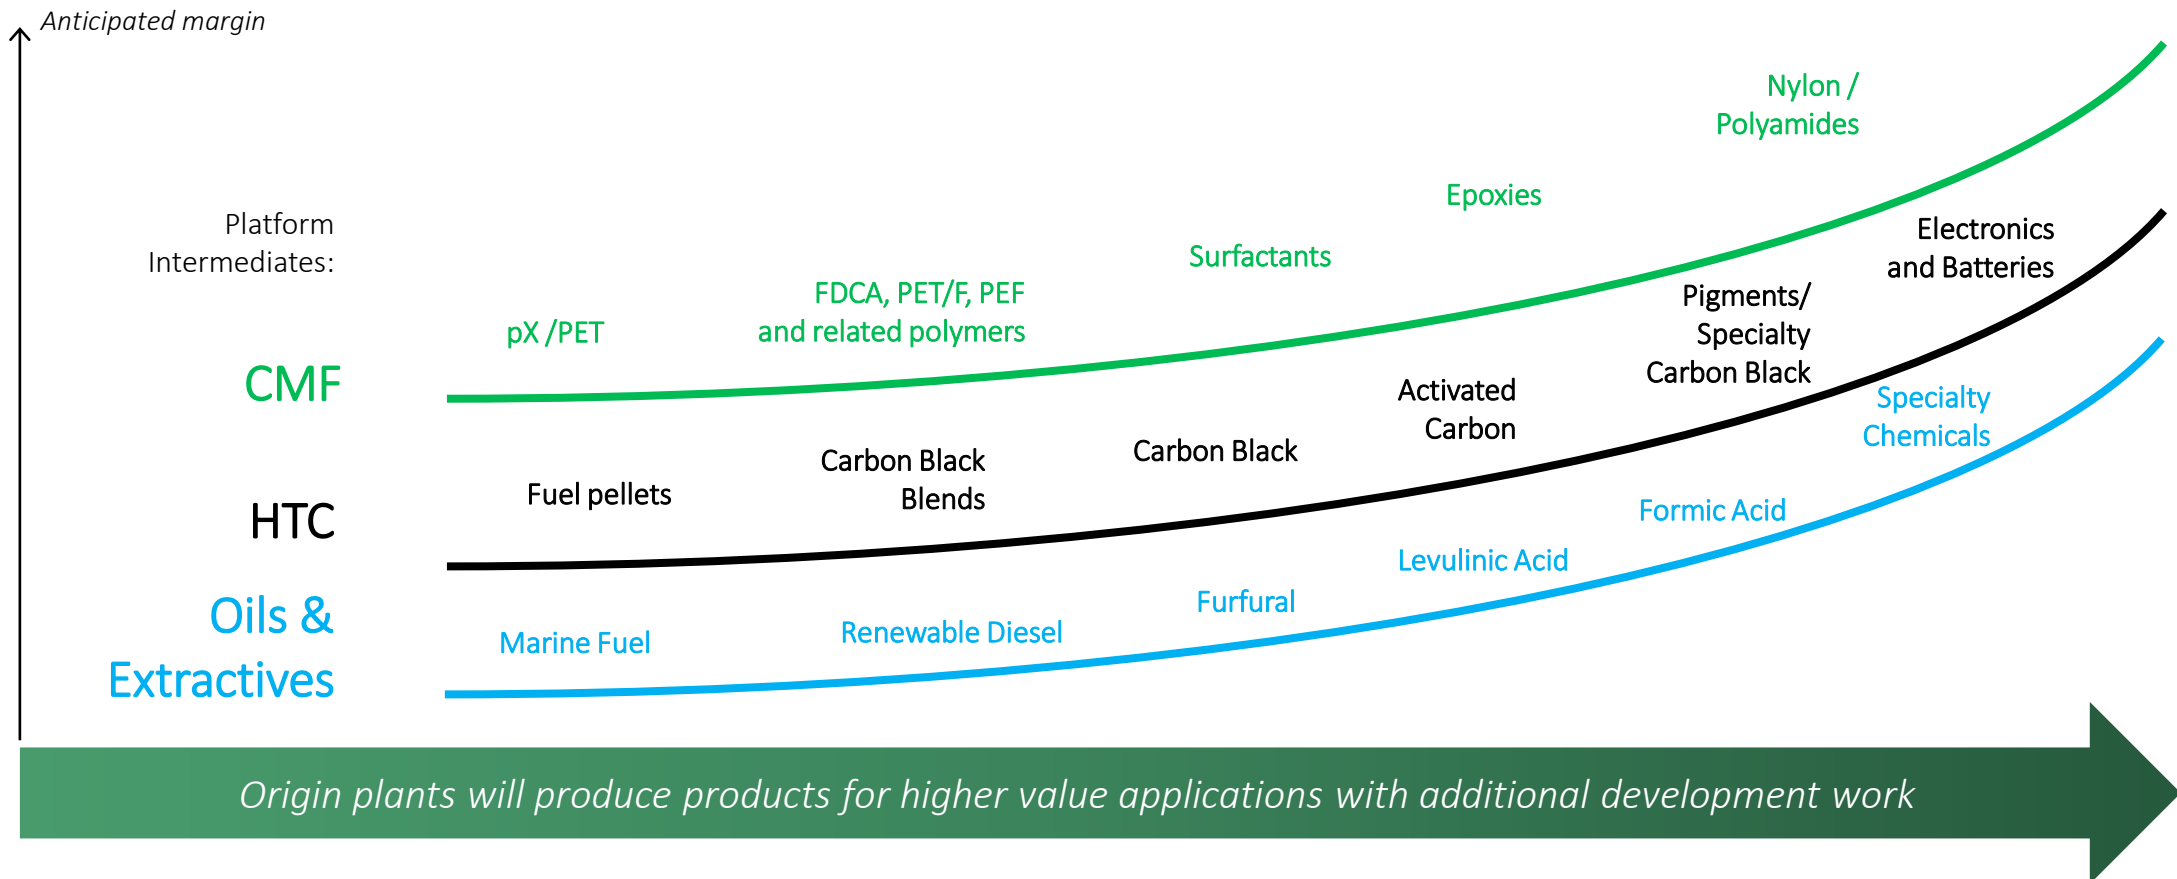 Anticipated margin
Platform
Intermediates:
CMF
pX /PET
FDCA, PET/F, PEF
and related polymers
Surfactants
Epoxies
Nylon /
Polyamides
HTC
Fuel pellets
Carbon Black
Blends
Carbon Black
Activated
Carbon
Pigments/
Specialty
Carbon Black
Electronics
and Batteries
Oils &
Extractives
Marine Fuel
Renewable Diesel
Furfural
Levulinic Acid
Formic Acid
Specialty
Chemicals
Origin plants will produce products for higher value applications with additional development work